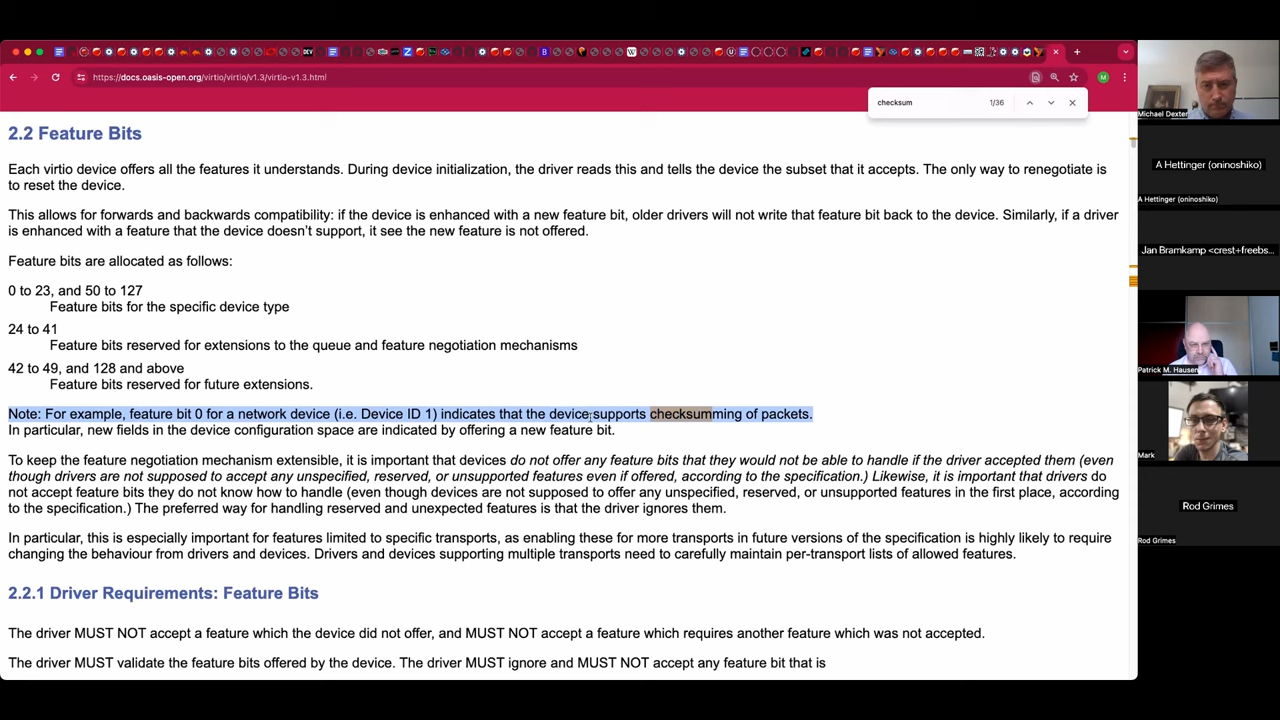 https://docs.oasis-open.org/virtio/virtio/v1.3/virtio-v1.3.html
M
checksum 1/36
2.2 Feature Bits
Each virtio device offers all the features it understands. During device initialization, the driver reads this and tells the device the subset that it accepts. The only way to renegotiate is
to reset the device.
This allows for forwards and backwards compatibility: if the device is enhanced with a new feature bit, older drivers will not write that feature bit back to the device. Similarly, if a driver
is enhanced with a feature that the device doesn't support, it see the new feature is not offered.
Feature bits are allocated as follows:
0 to 23, and 50 to 127
Feature bits for the specific device type
24 to 41
Feature bits reserved for extensions to the queue and feature negotiation mechanisms
42 to 49, and 128 and above
Feature bits reserved for future extensions.
Note: For example, feature bit 0 for a network device (i.e. Device ID 1) indicates that the device supports checksumming of packets.
In particular, new fields in the device configuration space are indicated by offering a new feature bit.
To keep the feature negotiation mechanism extensible, it is important that devices do not offer any feature bits that they would not be able to handle if the driver accepted them (even
though drivers are not supposed to accept any unspecified, reserved, or unsupported features even if offered, according to the specification.) Likewise, it is important that drivers do
not accept feature bits they do not know how to handle (even though devices are not supposed to offer any unspecified, reserved, or unsupported features in the first place, according
to the specification.) The preferred way for handling reserved and unexpected features is that the driver ignores them.
In particular, this is especially important for features limited to specific transports, as enabling these for more transports in future versions of the specification is highly likely to require
changing the behaviour from drivers and devices. Drivers and devices supporting multiple transports need to carefully maintain per-transport lists of allowed features.
2.2.1 Driver Requirements: Feature Bits
The driver MUST NOT accept a feature which the device did not offer, and MUST NOT accept a feature which requires another feature which was not accepted.
The driver MUST validate the feature bits offered by the device. The driver MUST ignore and MUST NOT accept any feature bit that is
Michael Dexter
A Hettinger (oninoshiko)
A Hettinger (oninoshiko)
Jan Bramkamp <crest+freebs...
Patrick M. Hausen
Mark
Rod Grimes
Rod Grimes